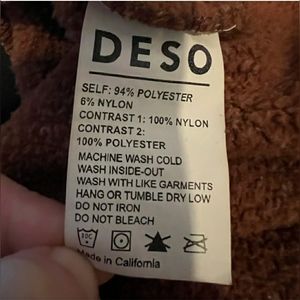 DESO
SELF: 94% POLYESTER
6% NYLON
CONTRAST 1: 100% NYLON
CONTRAST 2:
100% POLYESTER
MACHINE WASH COLD
WASH INSIDE-OUT
WASH WITH LIKE GARMENTS
HANG OR TUMBLE DRY LOW
DO NOT IRON
DO NOT BLEACH
Made in California